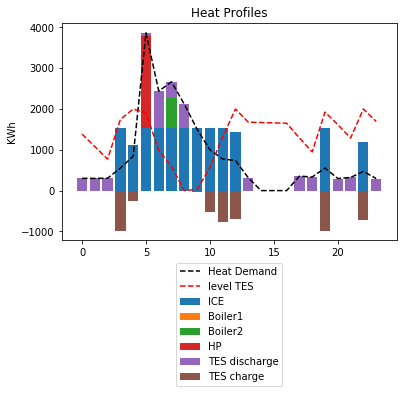 Heat Profiles
KWh
4000
3000
2000
1000
0
−1000
0 5 10 15 20
Heat Demand
level TES
ICE
Boiler1
Boiler2
HP
TES discharge
TES charge